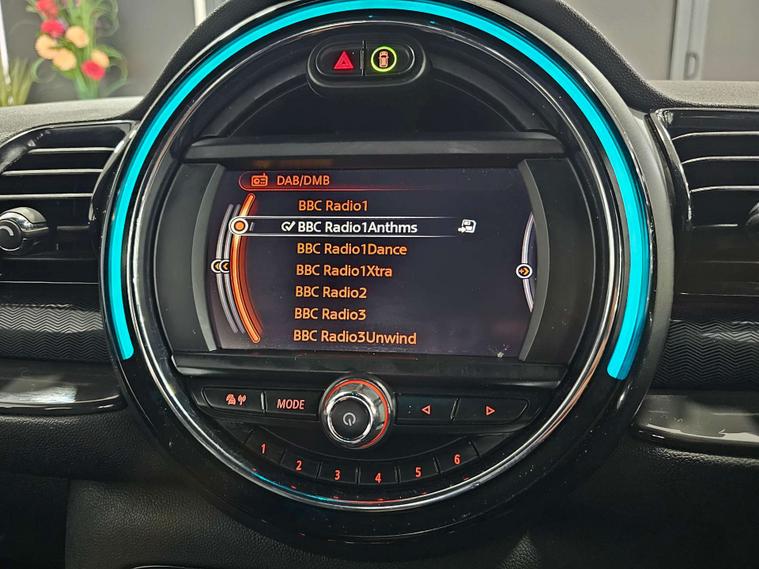 DAB/DMB
BBC Radio1
BBC Radio1Anthms
BBC Radio1Dance
BBC Radio1Xtra
BBC Radio2
BBC Radio3
BBC Radio3Unwind
MODE
1 2 3 4 5 6